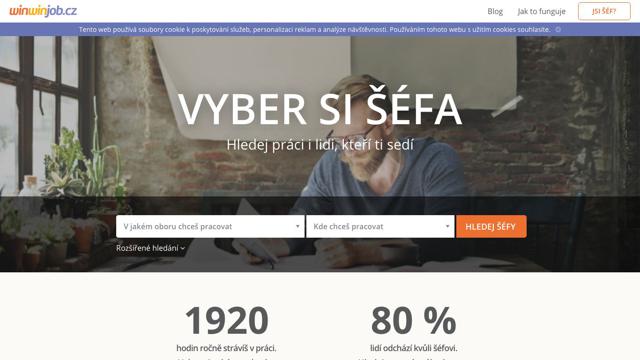 winwinjob.cz
Blog
Jak to funguje
JSI ŠÉF?
Tento web používá soubory cookie k poskytování služeb, personalizaci reklam a analýze návštěvnosti. Používáním tohoto webu s užitím cookies souhlasíte.
VYBER SI ŠÉFA
Hledej práci i lidi, kteří ti sedí
V jakém oboru chceš pracovat
Kde chceš pracovat
HLEDEJ ŠÉFY
Rozšířené hledání
1920
80 %
hodin ročně strávíš v práci.
lidí odchází kvůli šéfovi.